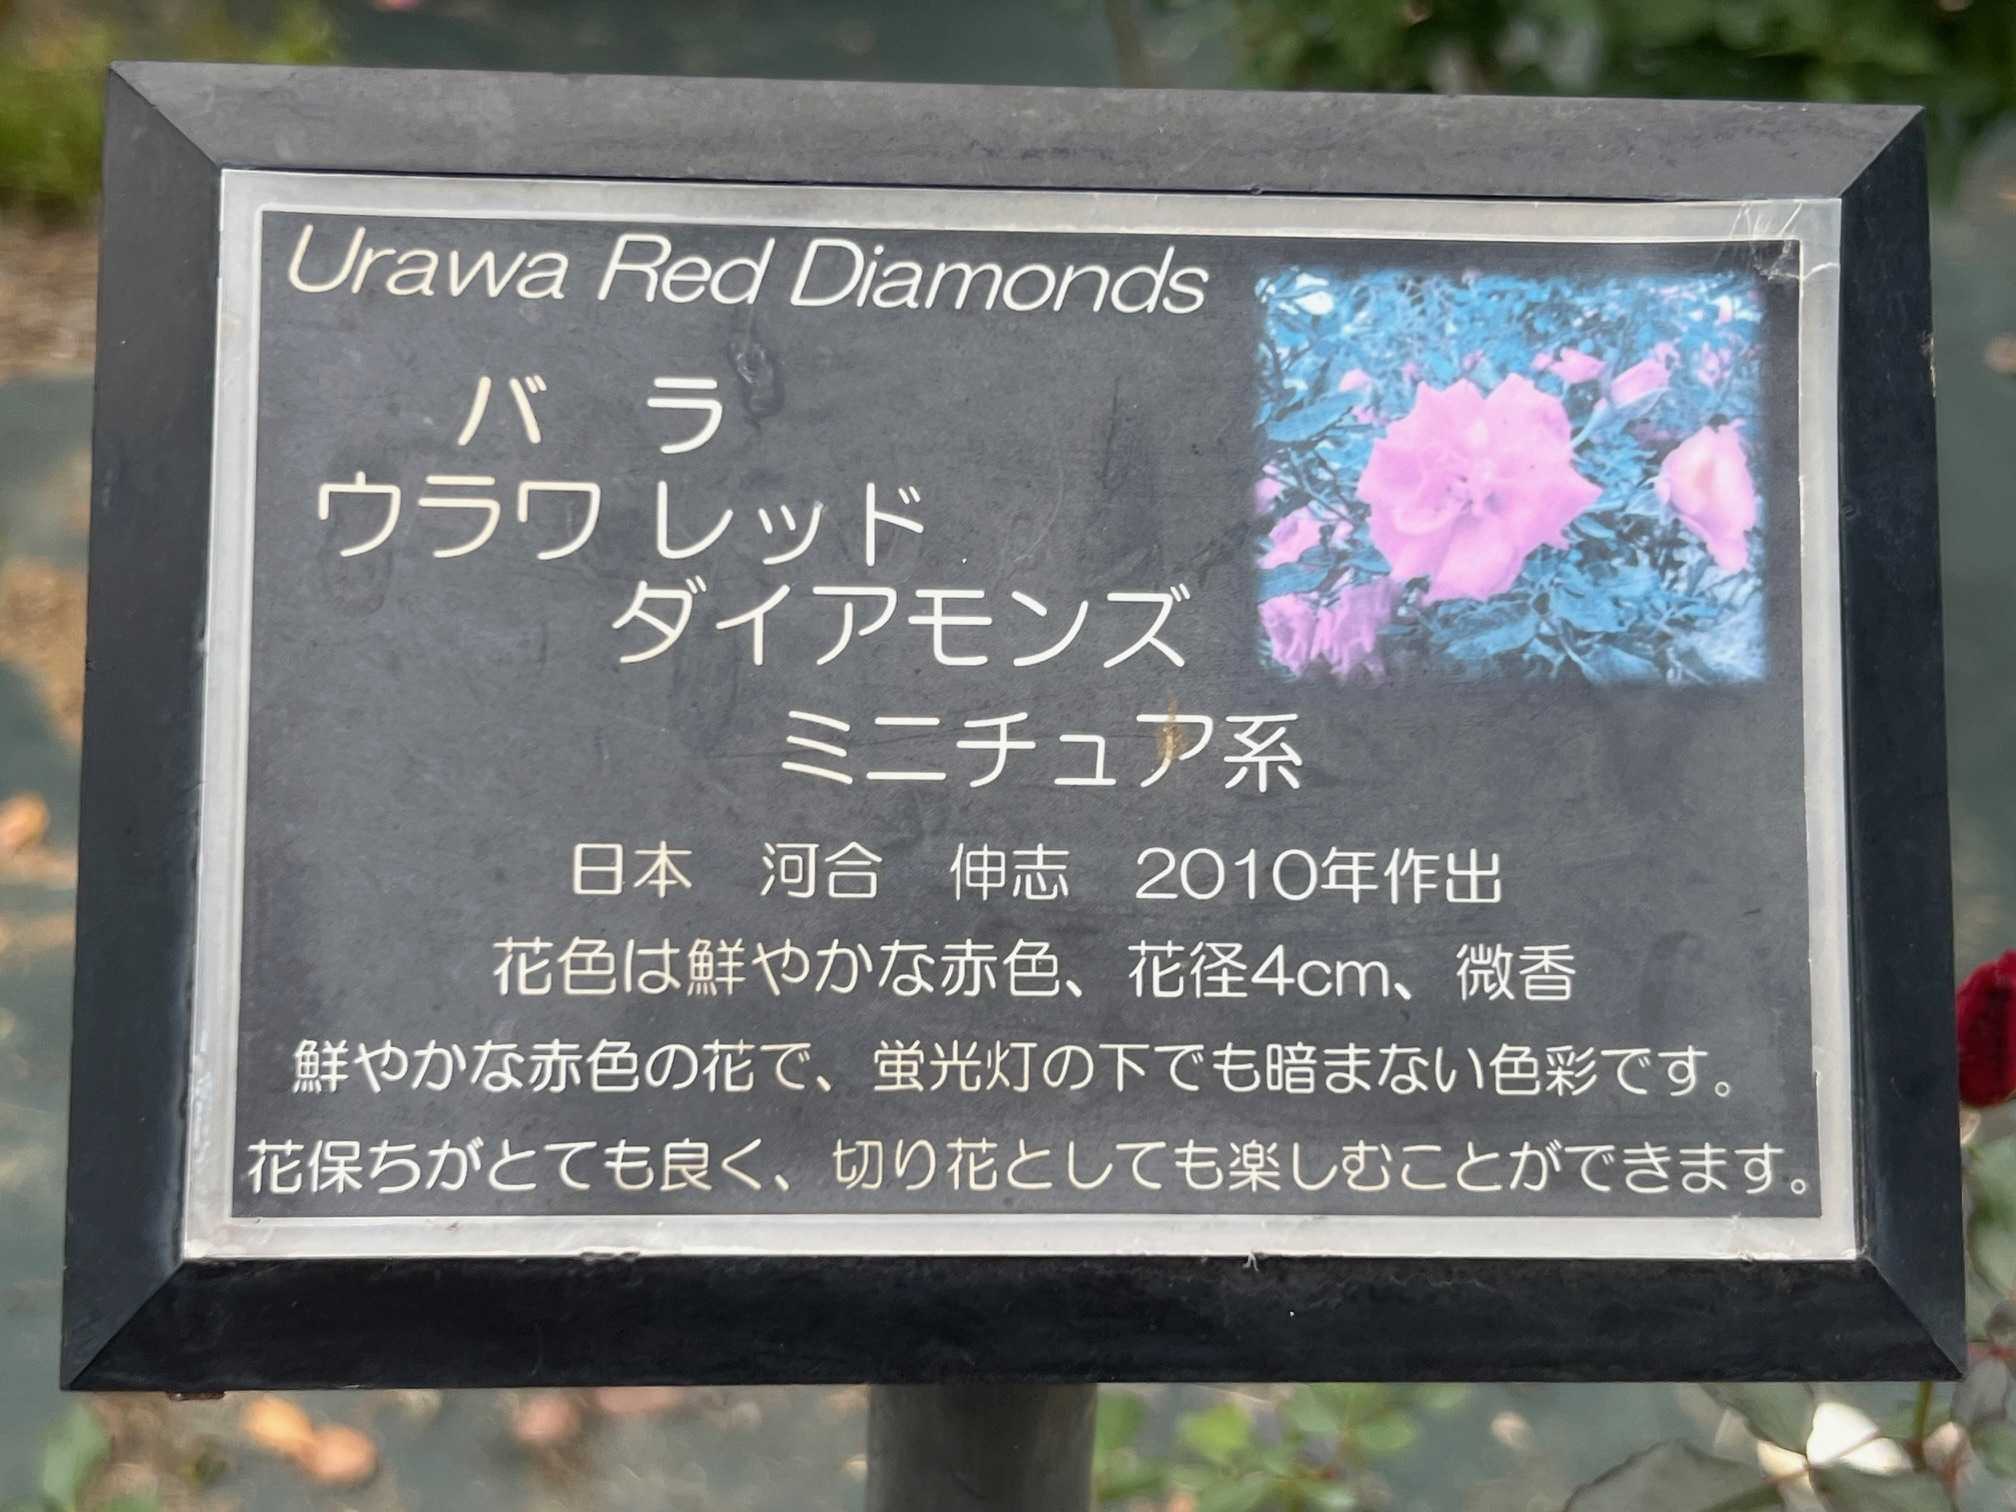 Urawa Red Diamonds
バ　ラ
ウラワ レッド
ダイアモンズ
ミニチュア系
日本　河合　伸志　2010年作出
花色は鮮やかな赤色、花径4cm、微香
鮮やかな赤色の花で、蛍光灯の下でも暗まない色彩です。
花保ちがとても良く、切り花としても楽しむことができます。